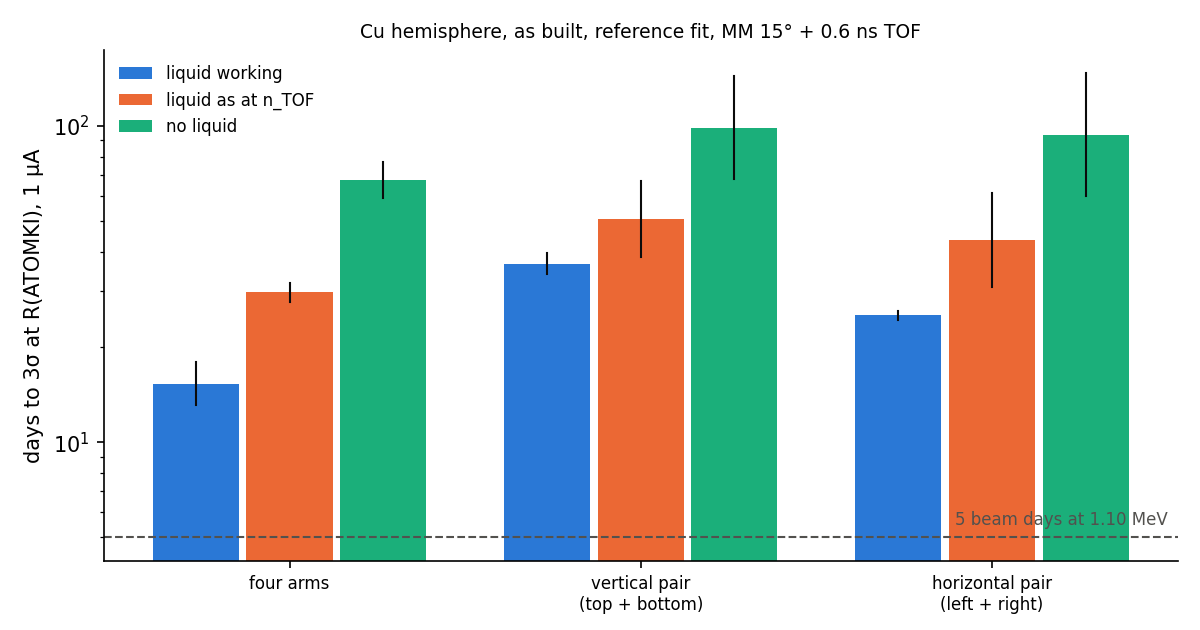 Cu hemisphere, as built, reference fit, MM 15° + 0.6 ns TOF
liquid working
liquid as at n_TOF
no liquid
days to 3σ at R(ATOMKI), 1 μA
10²
10¹
5 beam days at 1.10 MeV
four arms
vertical pair
(top + bottom)
horizontal pair
(left + right)